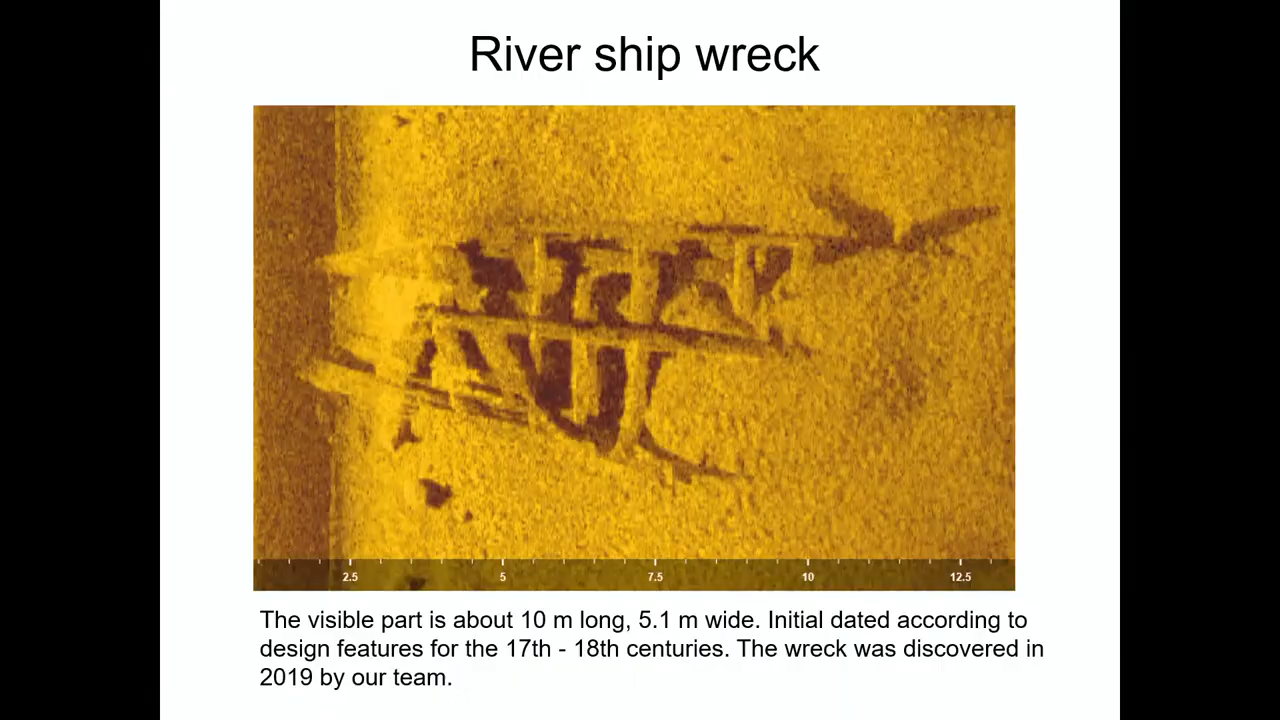 River ship wreck
2.5 5 7.5 10 12.5
The visible part is about 10 m long, 5.1 m wide. Initial dated according to
design features for the 17th - 18th centuries. The wreck was discovered in
2019 by our team.